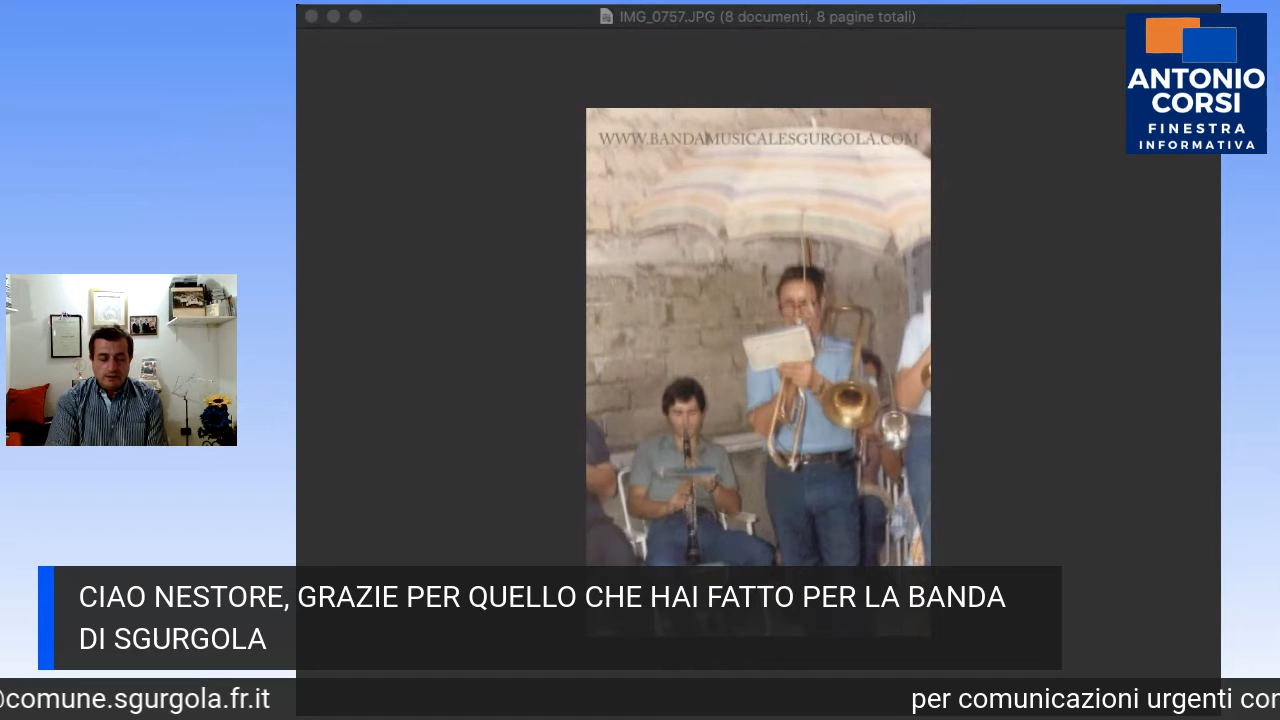 IMG_0757.JPG (8 documenti, 8 pagine totali)
ANTONIO
CORSI
FINESTRA
INFORMATIVA
WWW.BANDAMUSICALESGURGOLA.COM
CIAO NESTORE, GRAZIE PER QUELLO CHE HAI FATTO PER LA BANDA
DI SGURGOLA
@comune.sgurgola.fr.it per comunicazioni urgenti con